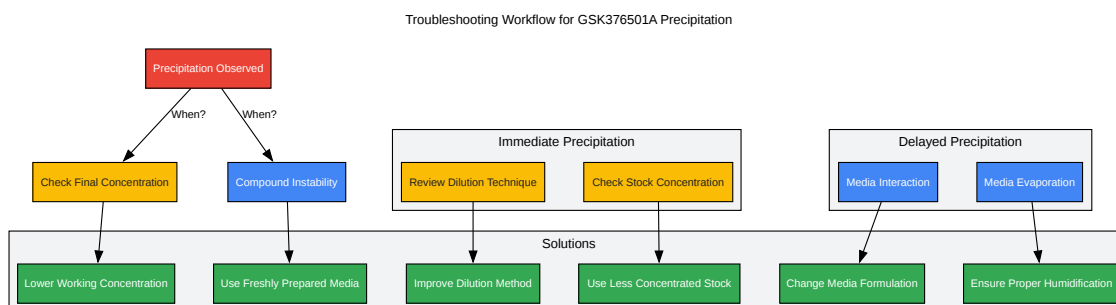 Troubleshooting Workflow for GSK376501A Precipitation
Precipitation Observed
When?
When?
Immediate Precipitation
Delayed Precipitation
Check Final Concentration
Compound Instability
Review Dilution Technique
Check Stock Concentration
Media Interaction
Media Evaporation
Solutions
Lower Working Concentration
Use Freshly Prepared Media
Improve Dilution Method
Use Less Concentrated Stock
Change Media Formulation
Ensure Proper Humidification